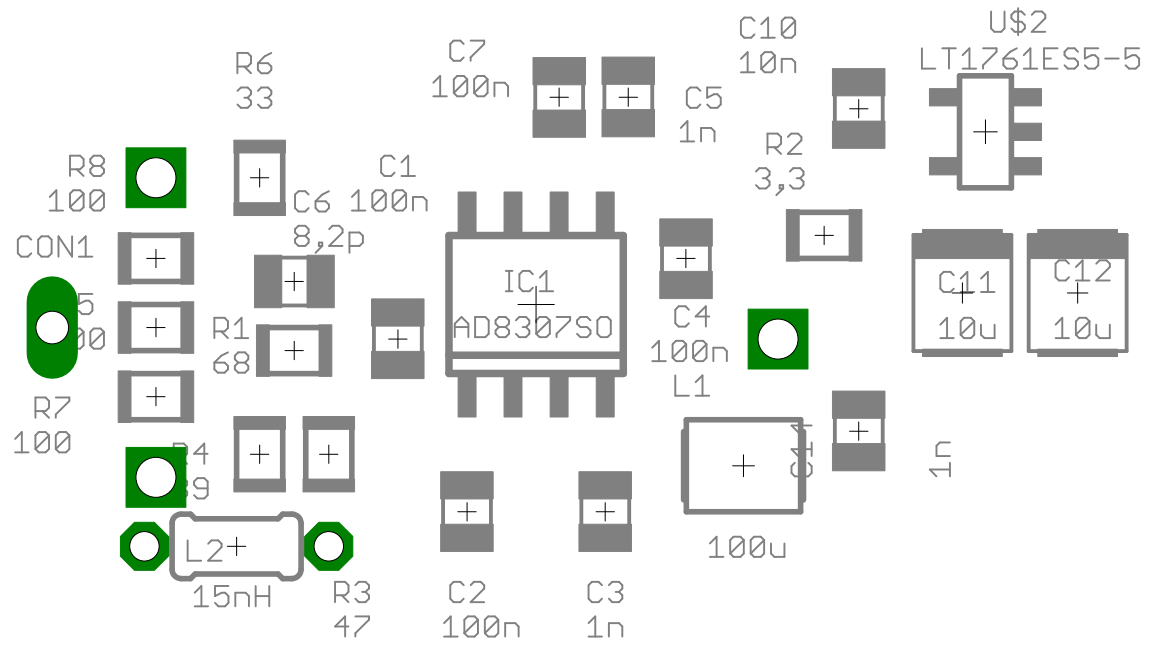 U$2
LT1761ES5-5
C10
10n
C7
100n
R6
33
C5
1n
R2
3,3
R8
100
C1
100n
C6
8,2p
CON1
IC1
AD8307SO
C11
10u
C12
10u
R1
68
C4
100n
L1
R7
100
C14
1n
L2
15nH
100u
R3
47
C2
100n
C3
1n